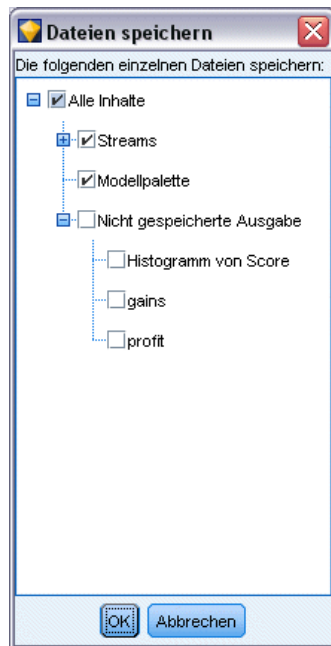 Dateien speichern
Die folgenden einzelnen Dateien speichern:
Alle Inhalte
Streams
Modellpalette
Nicht gespeicherte Ausgabe
Histogramm von Score
gains
profit
OK Abbrechen